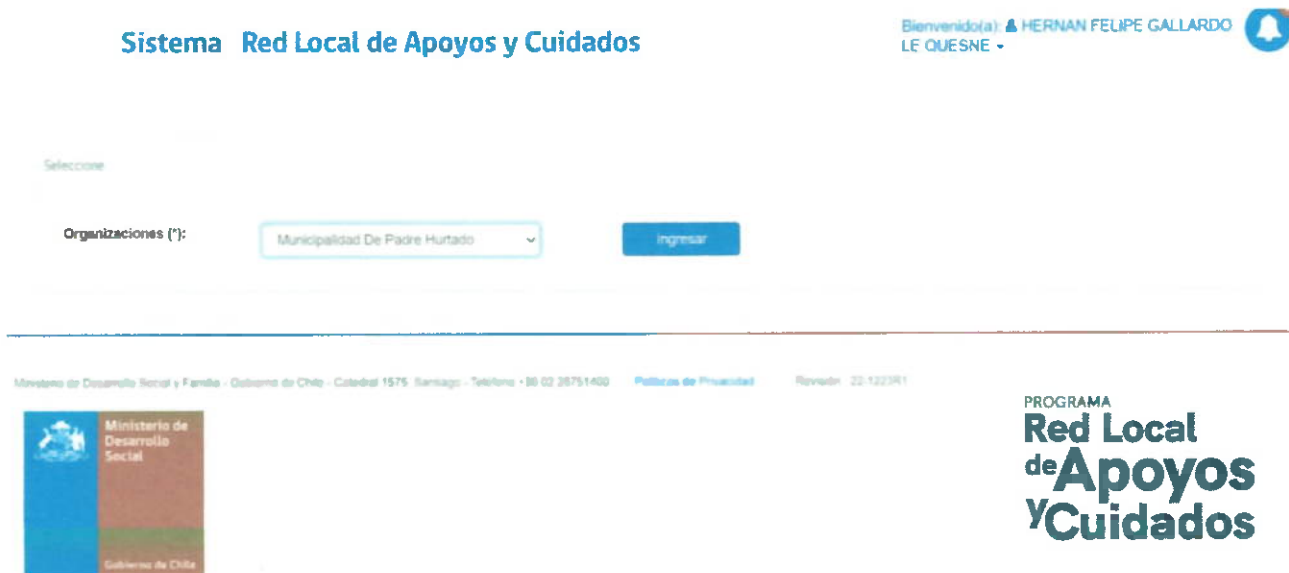 Sistema Red Local de Apoyos y Cuidados
Bienvenido(a): HERNAN FELIPE GALLARDO
LE QUESNE
Seleccione
Organizaciones (*):
Municipalidad De Padre Hurtado
Ingresar
Ministerio de Desarrollo Social y Familia - Gobierno de Chile - Catedral 1575, Santiago - Teléfono +56 02 26751400 Políticas de Privacidad Revisión:
Ministerio de
Desarrollo
Social
Gobierno de Chile
PROGRAMA
Red Local
de Apoyos
y Cuidados